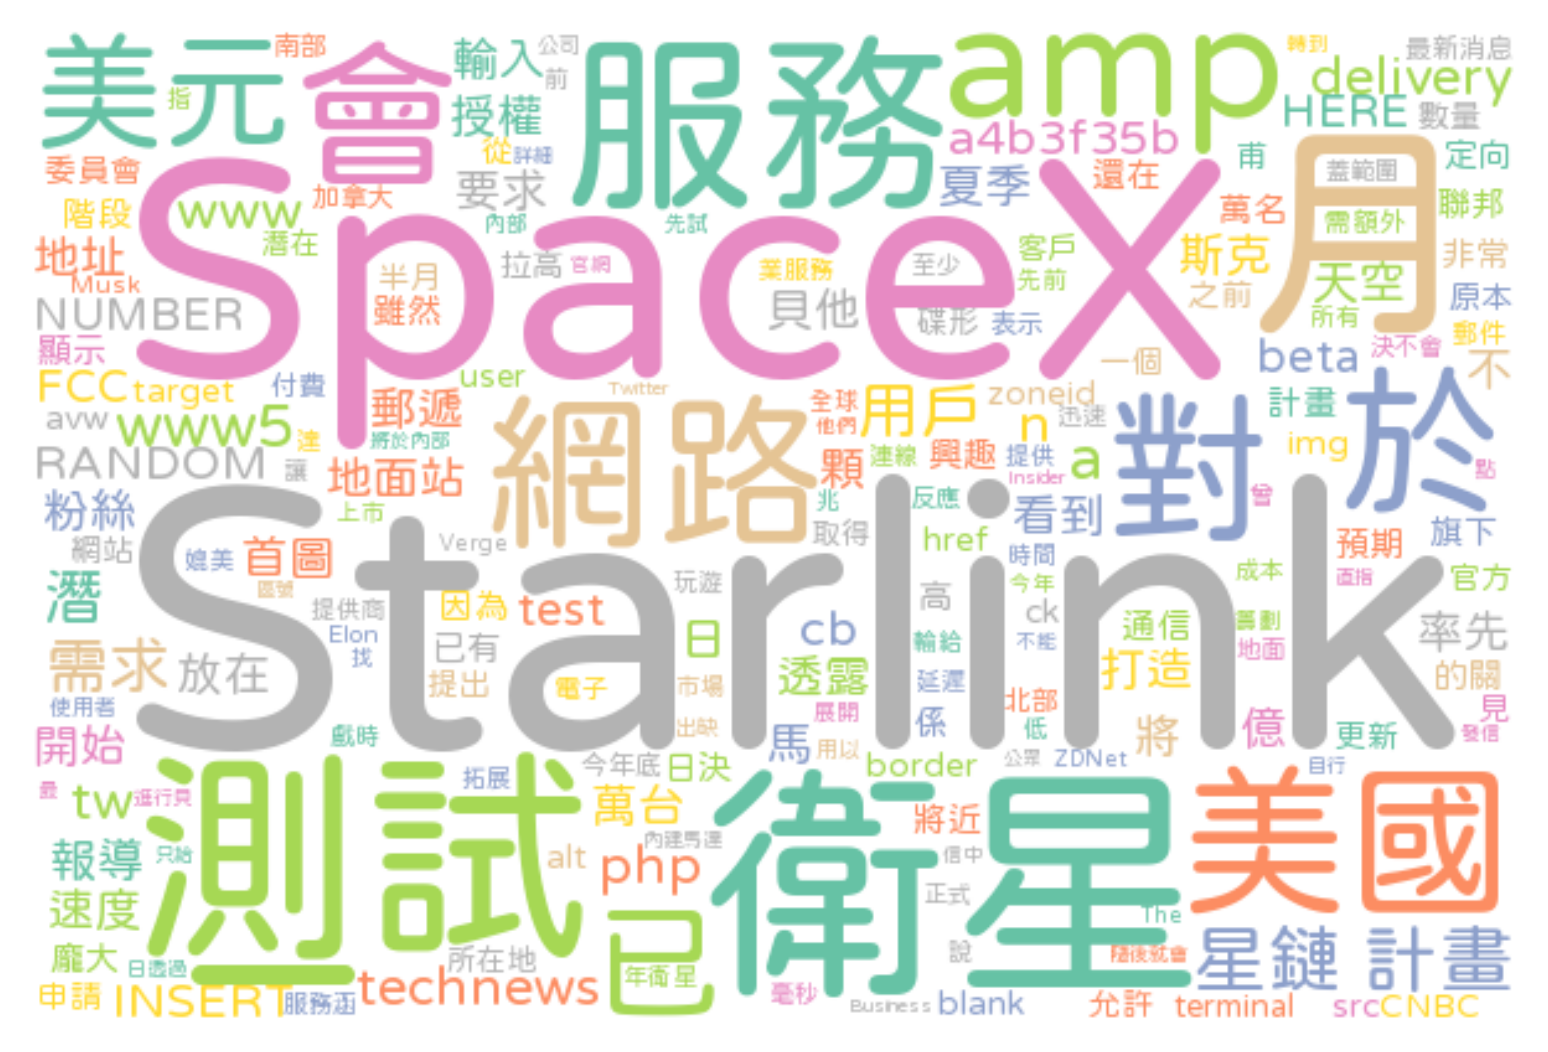 美元
南部
會
輸入
公司
前
服務
amp
轉到
最新消息
delivery
指
授權
HERE
數量
a4b3f35b
從
詳細
甫
定向
委員會
加拿大
要求
夏季
還在
月
蓋範圍
階段
www
潛在
內部
先試
萬名
需額外
聯邦
地址
SpaceX
拉高
官網
業服務
至少
客戶
先前
斯克
天空
非常
Musk
半月
之前
原本
NUMBER
雖然
貝他
碟形
表示
所有
郵件
顯示
一個
beta
決不會
不
FCC
target
付費
user
Twitter
zoneid
計畫
於
avw
www5
達
郵遞
將於內部
網路
全球
他們
用戶
n
迅速
對
img
RANDOM
讓
地面站
顆
連線
興趣
提供
Insider
a
曾
點
粉絲
上市
兆
反應
看到
網站
媲美
首圖
Verge
取得
href
時間
預期
旗下
Starlink
潛
區號
提供商
因為
test
玩遊
高
今年
ck
成本
直指
官方
Elon
找
日
cb
輸給
不能
通信
籌劃
地面
率先
需求
放在
已有
提出
電子
市場
透露
延遲
打造
的關
使用者
出缺
展開
係
北部
低
將
億
見
開始
戲時
馬
用以
更新
發信
今年底
日決
border
公眾
ZDNet
目行
最
tw
進行貝
測試
拓展
萬台
衛星
將近
美國
內建馬達
報導
只給
alt
php
信中
速度
已
正式
The
龐大
日透過
所在地
年衛星
說
隨後就會
星鏈
計畫
申請
INSERT
服務涵
technews
毫秒
Business
blank
允許
terminal
src
CNBC